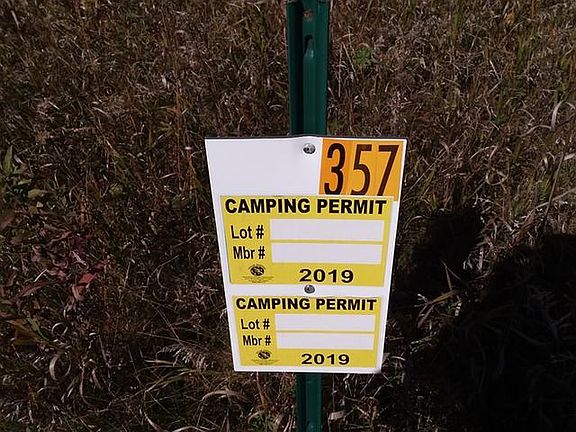 357
CAMPING PERMIT
Lot #
Mbr #
2019
CAMPING PERMIT
Lot #
Mbr #
2019